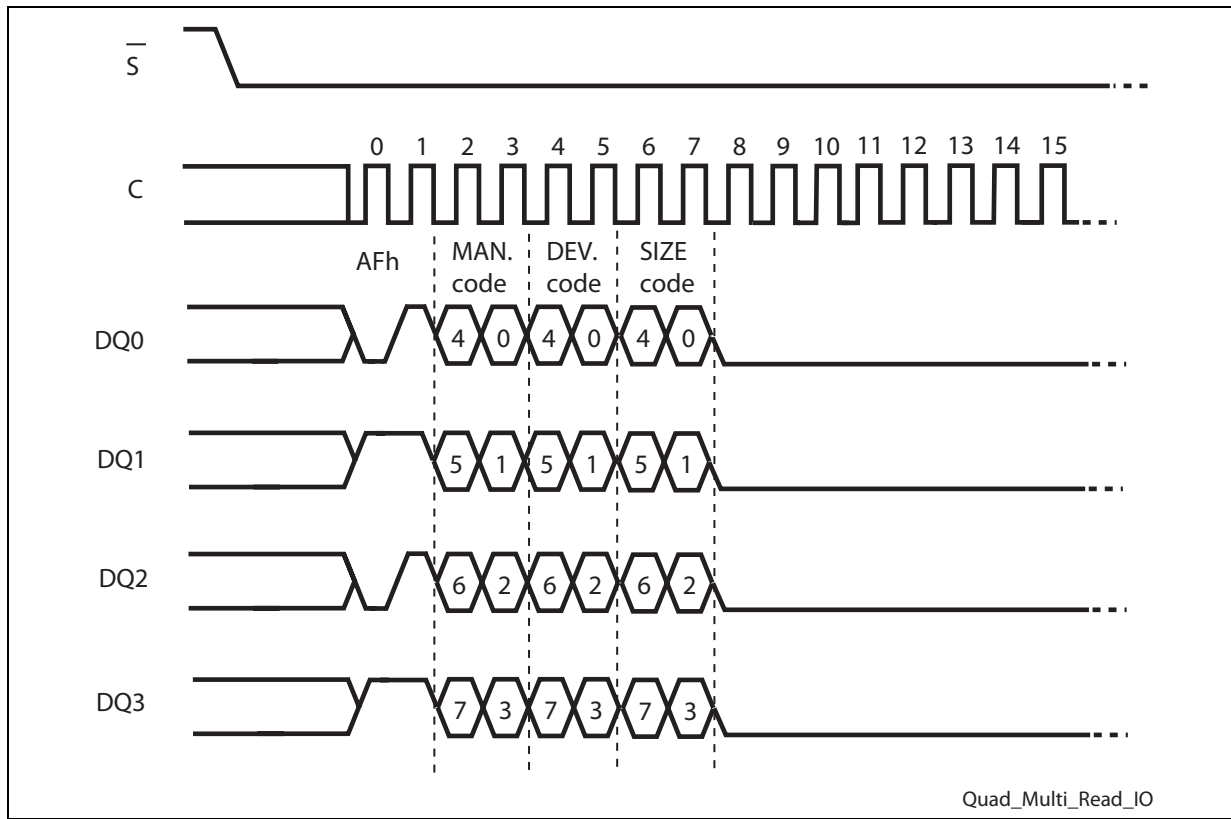 S
0 1 2 3 4 5 6 7 8 9 10 11 12 13 14 15
C
AFh
MAN. code
DEV. code
SIZE code
DQ0
4 0 4 0 4 0
DQ1
5 1 5 1 5 1
DQ2
6 2 6 2 6 2
DQ3
7 3 7 3 7 3
Quad_Multi_Read_IO